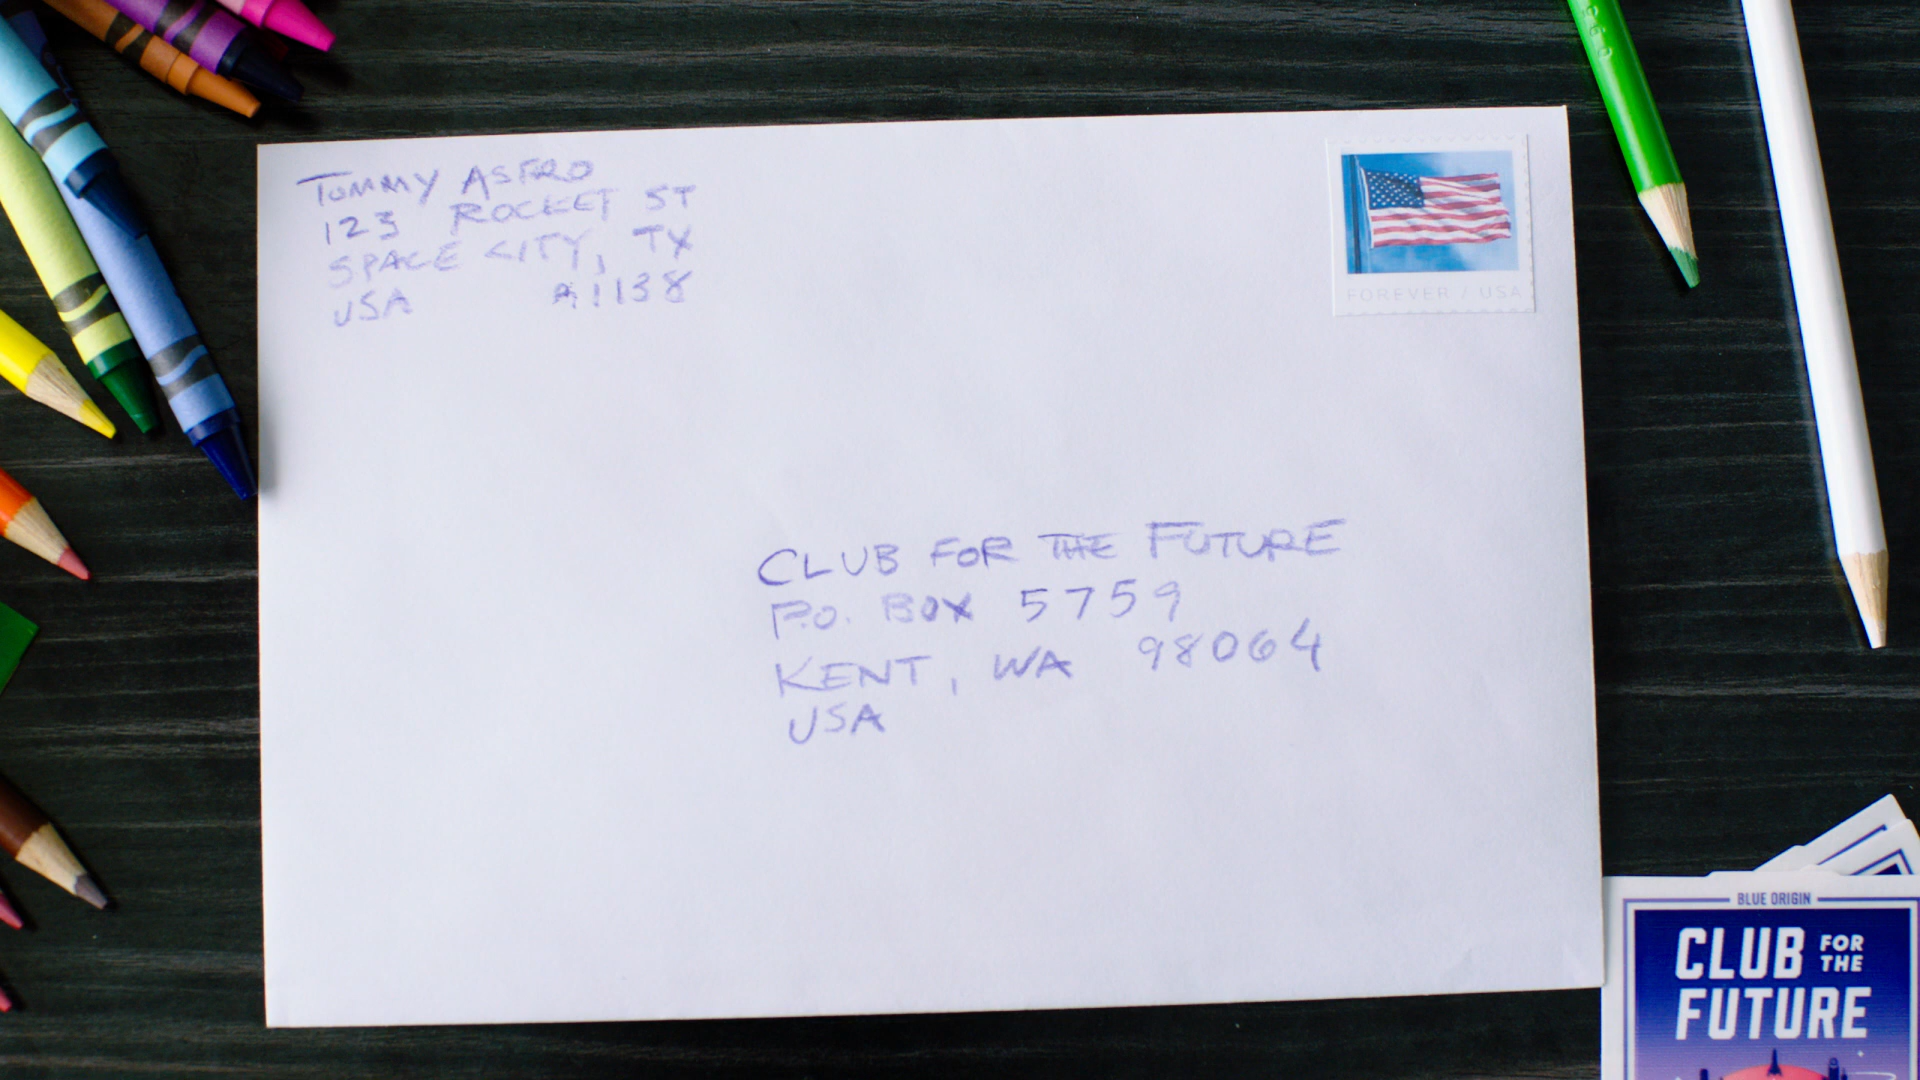 TOMMY ASTRO
123 ROCKET ST
SPACE CITY, TX
USA 91138
FOREVER / USA
CLUB FOR THE FUTURE
P.O. BOX 5759
KENT, WA 98064
USA
BLUE ORIGIN
CLUB FOR THE
FUTURE